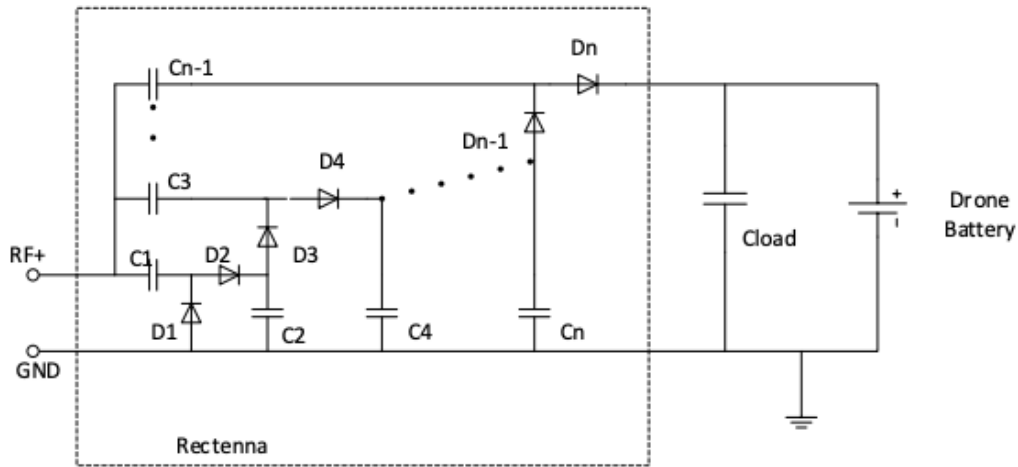 Dn
Cn-1
Dn-1
D4
C3
Drone
Battery
+
-
Cload
RF+
C1
D2
D3
D1
C2
C4
Cn
GND
Rectenna